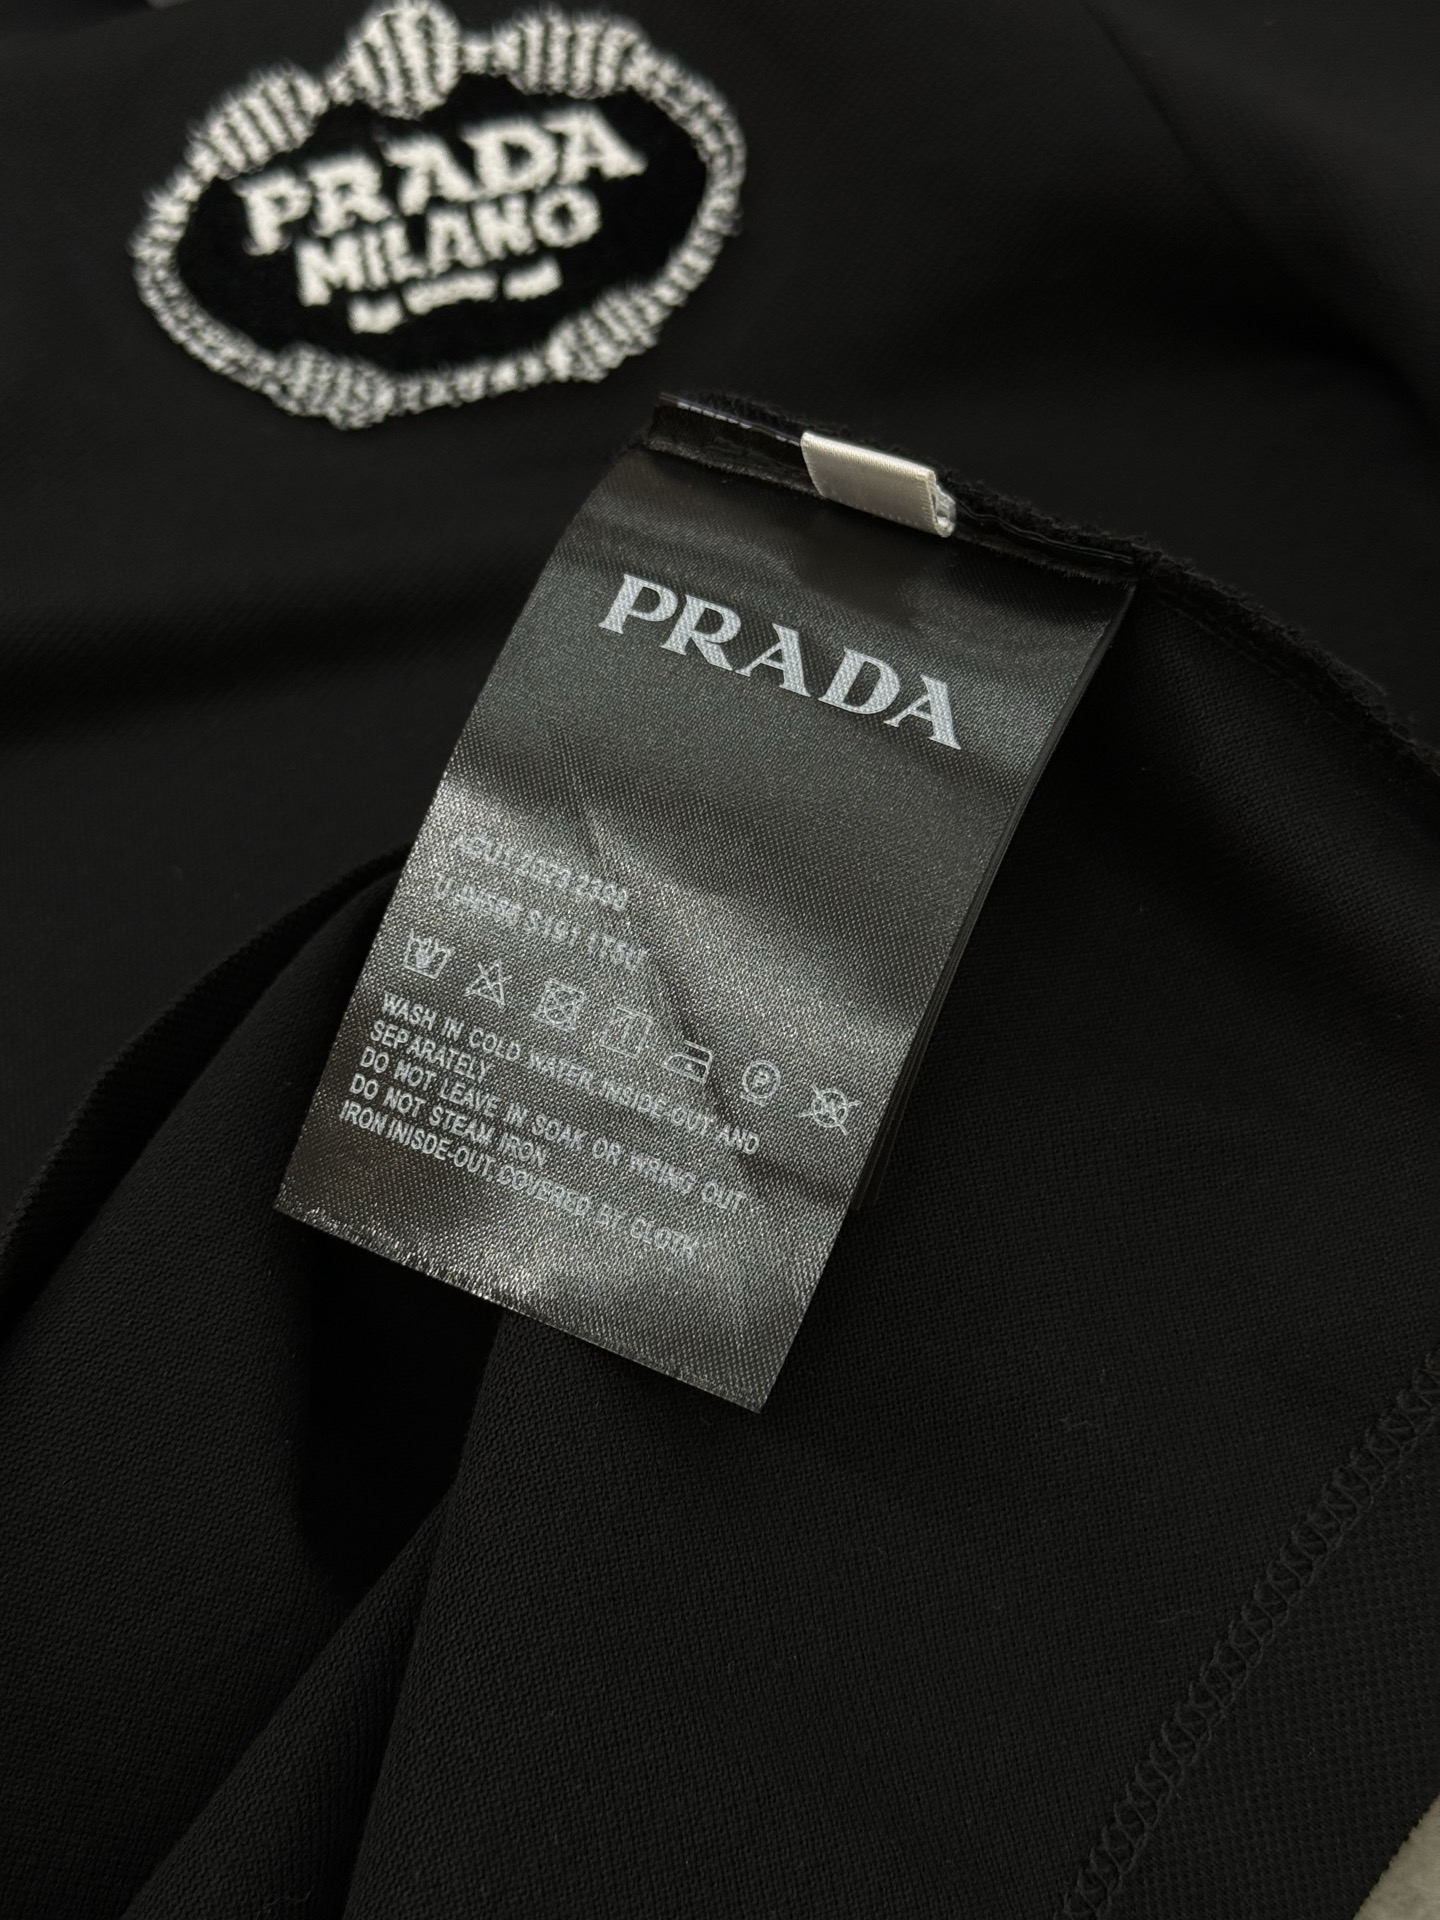 PRADA
MILANO
PRADA
WASH IN COLD WATER INSIDE-OUT AND
SEPARATELY
DO NOT LEAVE IN SOAK OR WRING OUT
DO NOT STEAM IRON
IRON INISDE-OUT COVERED BY CLOTH